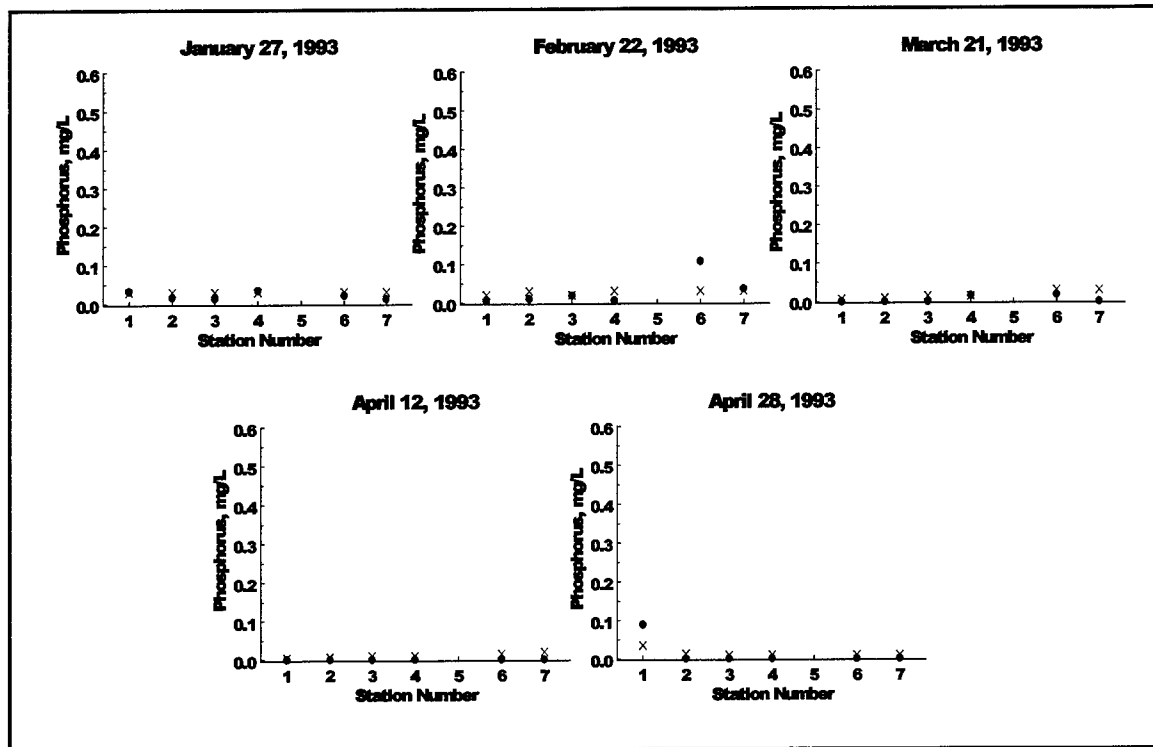 January 27, 1993
0.6
0.5
0.4
0.3
0.2
0.1
0.0
Phosphorus, mg/L
1 2 3 4 5 6 7
Station Number
February 22, 1993
0.6
0.5
0.4
0.3
0.2
0.1
0.0
Phosphorus, mg/L
1 2 3 4 5 6 7
Station Number
March 21, 1993
0.6
0.5
0.4
0.3
0.2
0.1
0.0
Phosphorus, mg/L
1 2 3 4 5 6 7
Station Number
April 12, 1993
0.6
0.5
0.4
0.3
0.2
0.1
0.0
Phosphorus, mg/L
1 2 3 4 5 6 7
Station Number
April 28, 1993
0.6
0.5
0.4
0.3
0.2
0.1
0.0
Phosphorus, mg/L
1 2 3 4 5 6 7
Station Number